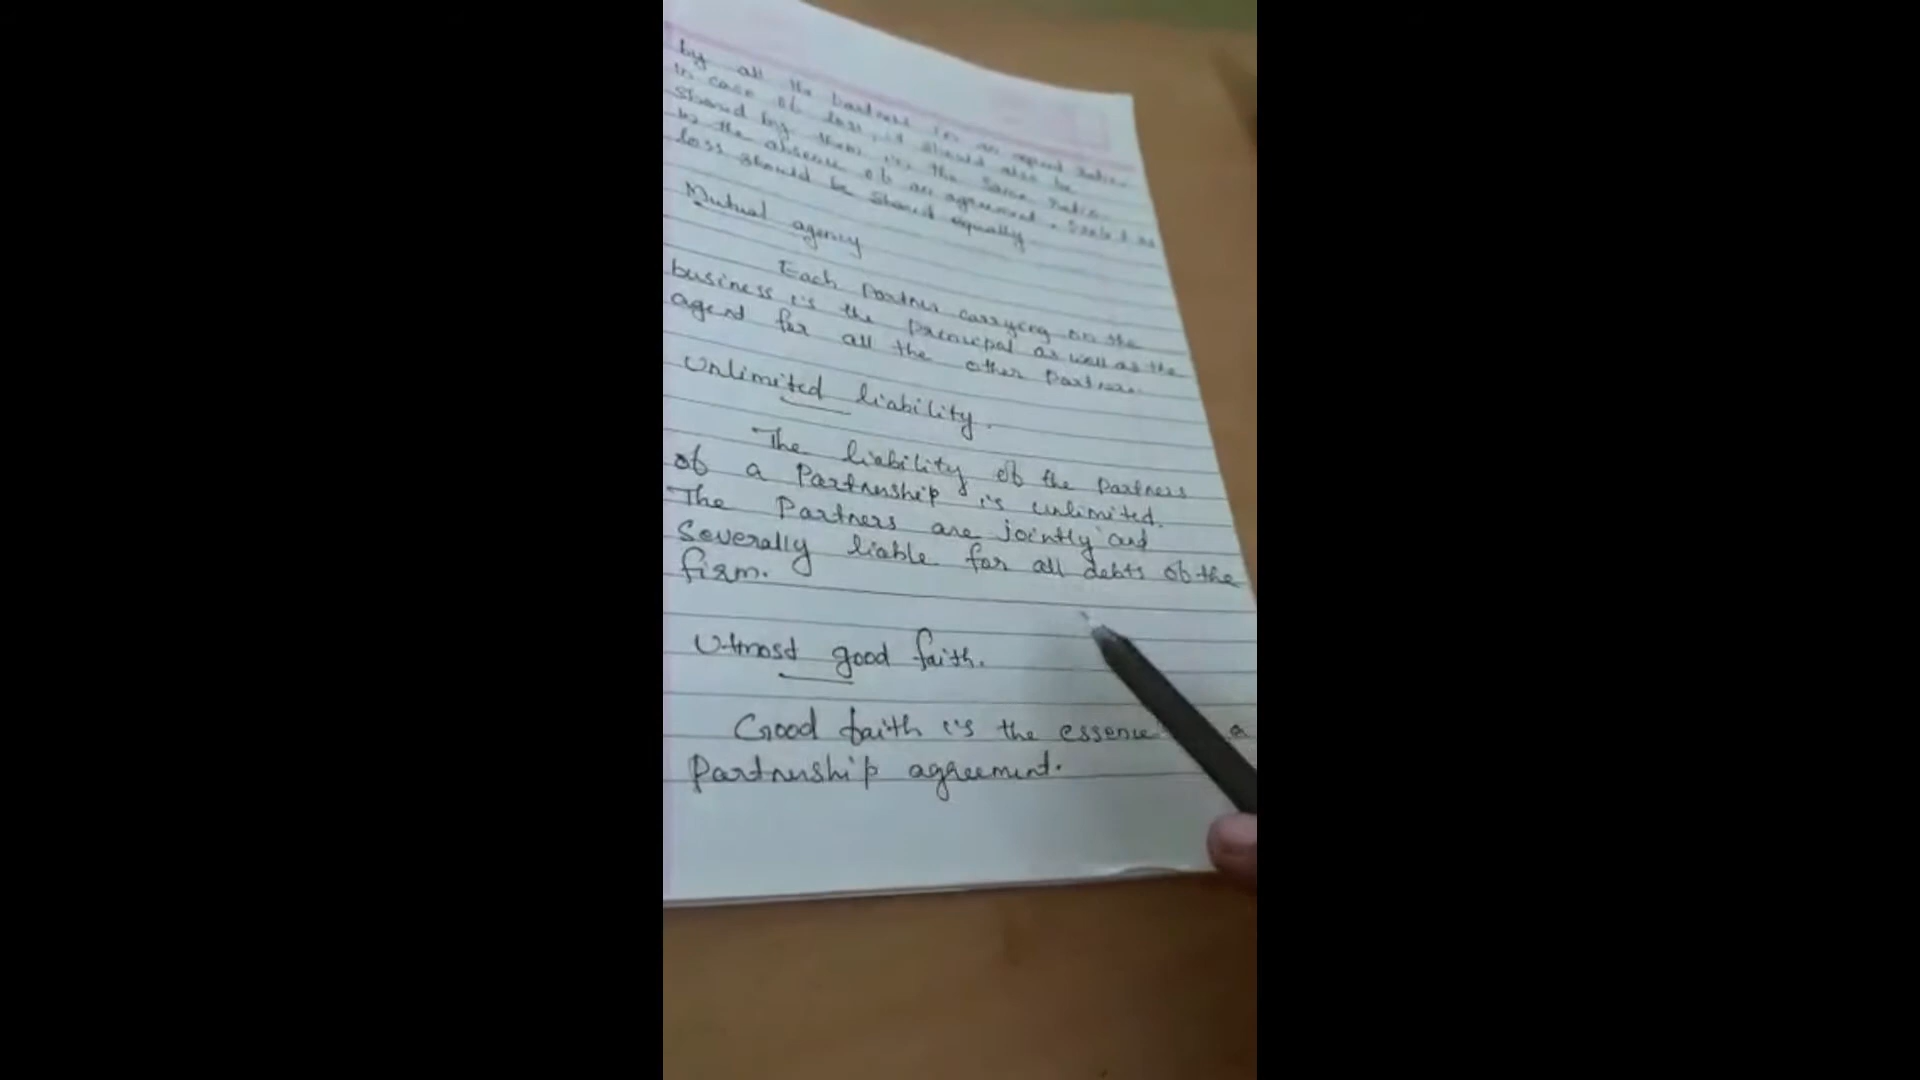 by all the Partners in an agreed ratio.
In case of loss, it should also be
shared by them in the same ratio.
In the absence of an agreement,
loss should be shared equally
Mutual agency
Each Partner carrying on the
business is the Principal as well as the
agent for all the other Partners.
Unlimited liability.
The liability of the Partners
of a Partnership is unlimited.
The Partners are jointly and
Severally liable for all debts of the
firm.
Utmost good faith.
Good faith is the essence a
Partnership agreement.